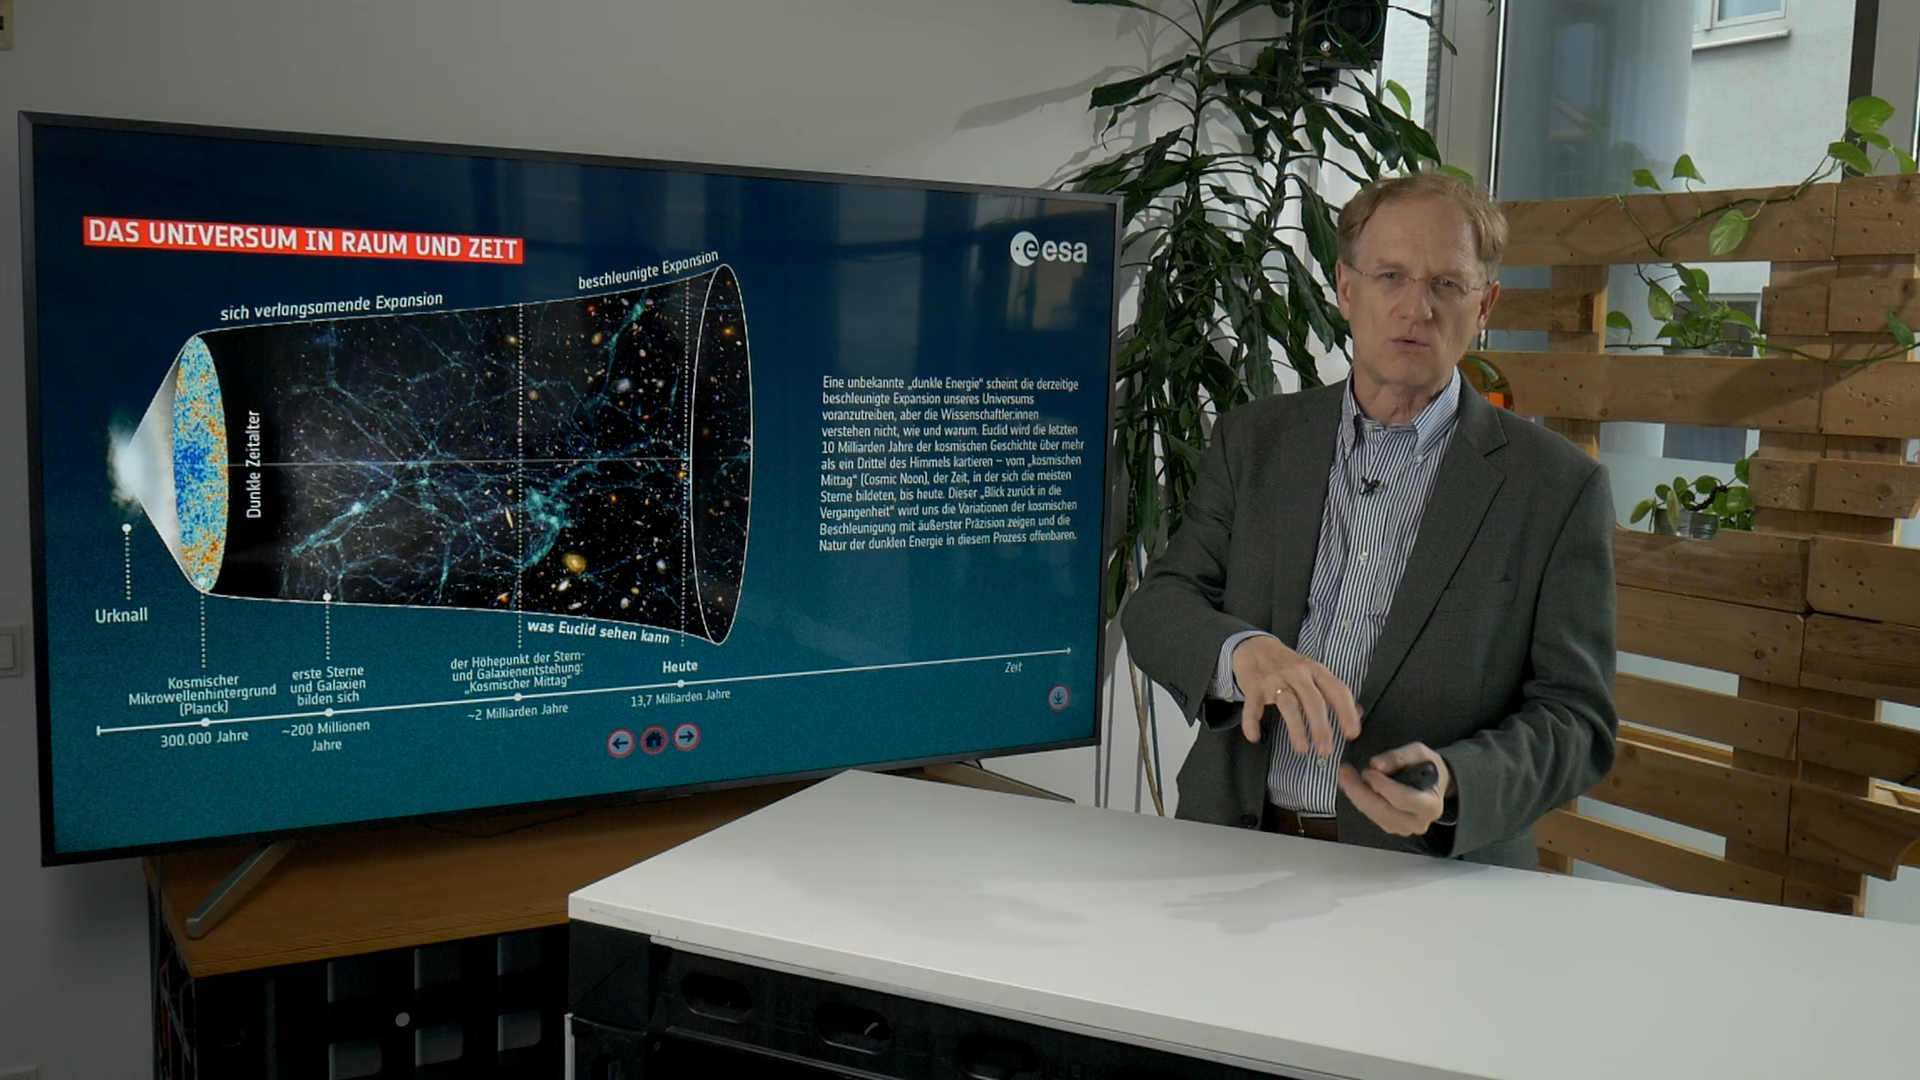 DAS UNIVERSUM IN RAUM UND ZEIT
esa
beschleunigte Expansion
sich verlangsamende Expansion
Dunkle Zeitalter
Eine unbekannte „dunkle Energie“ scheint die derzeitige
beschleunigte Expansion unseres Universums
voranzutreiben, aber die Wissenschaftler:innen
verstehen nicht, wie und warum. Euclid wird die letzten
10 Milliarden Jahre der kosmischen Geschichte über mehr
als ein Drittel des Himmels kartieren – vom „kosmischen
Mittag“ (Cosmic Noon), der Zeit, in der sich die meisten
Sterne bildeten, bis heute. Dieser „Blick zurück in die
Vergangenheit“ wird uns die Variationen der kosmischen
Beschleunigung mit äußerster Präzision zeigen und die
Natur der dunklen Energie in diesem Prozess offenbaren.
Urknall
was Euclid sehen kann
Kosmischer
Mikrowellenhintergrund
(Planck)
erste Sterne
und Galaxien
bilden sich
der Höhepunkt der Stern-
und Galaxienentstehung:
„Kosmischer Mittag“
Heute
Zeit
300.000 Jahre
~200 Millionen
Jahre
~2 Milliarden Jahre
13,7 Milliarden Jahre